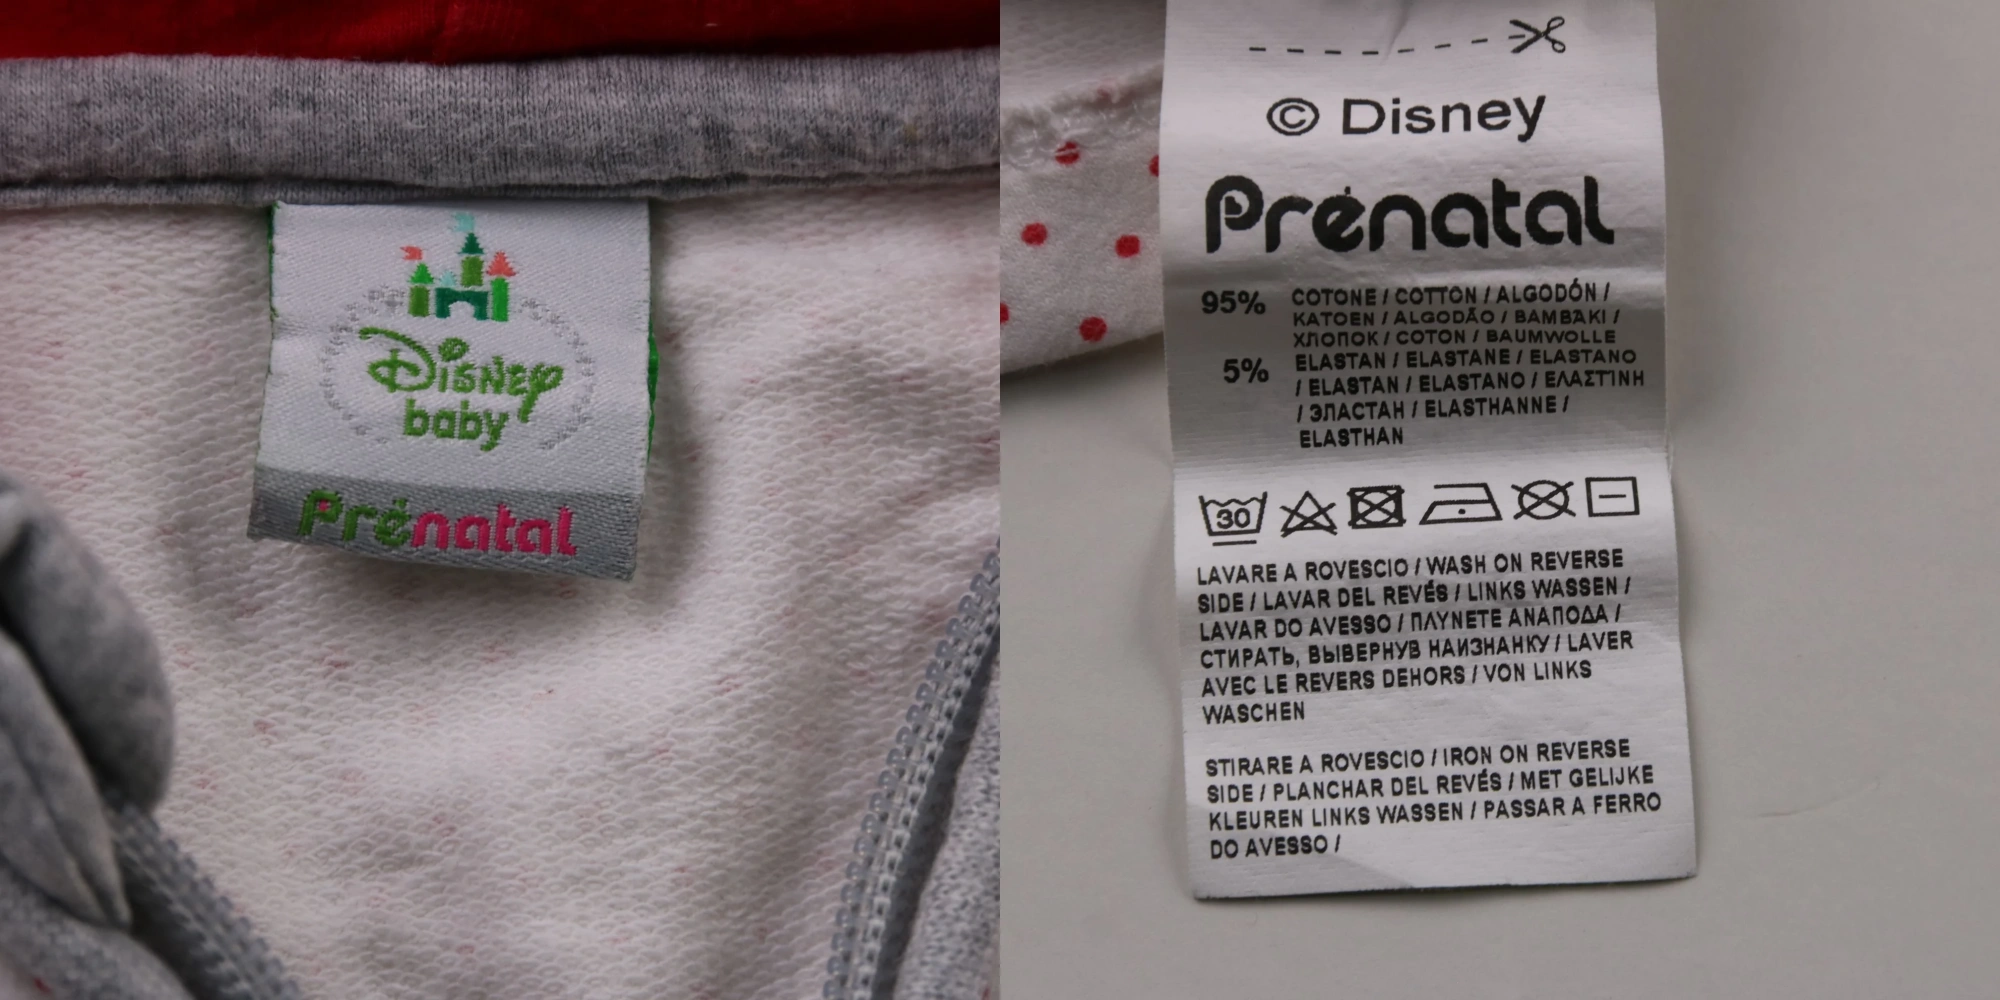 Disney
baby
Prénatal
© Disney
Prénatal
95% COTONE / COTTON / ALGODÓN /
KATOEN / ALGODÃO / BAMBAKI /
ХЛОПОК / COTON / BAUMWOLLE
5% ELASTAN / ELASTANE / ELASTANO
/ ELASTAN / ELASTANO / ΕΛΑΣΤΙΝΗ
/ ЭЛАСТАН / ELASTHANNE /
ELASTHAN
30
LAVARE A ROVESCIO / WASH ON REVERSE
SIDE / LAVAR DEL REVÉS / LINKS WASSEN /
LAVAR DO AVESSO / ΠΛΥΝΕΤΕ ΑΝΑΠΟΔΑ /
СТИРАТЬ, ВЫВЕРНУВ НАИЗНАНКУ / LAVER
AVEC LE REVERS DEHORS / VON LINKS
WASCHEN
STIRARE A ROVESCIO / IRON ON REVERSE
SIDE / PLANCHAR DEL REVÉS / MET GELIJKE
KLEUREN LINKS WASSEN / PASSAR A FERRO
DO AVESSO /